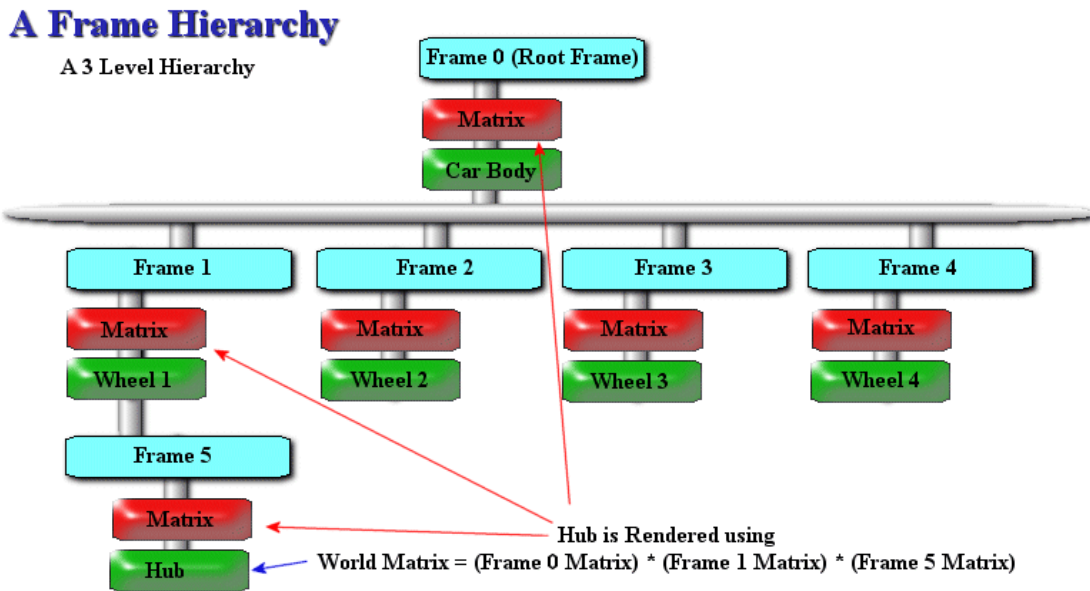 A Frame Hierarchy
A 3 Level Hierarchy
Frame 0 (Root Frame)
Matrix
Car Body
Frame 1
Frame 2
Frame 3
Frame 4
Matrix
Matrix
Matrix
Matrix
Wheel 1
Wheel 2
Wheel 3
Wheel 4
Frame 5
Matrix
Hub
Hub is Rendered using
World Matrix = (Frame 0 Matrix) * (Frame 1 Matrix) * (Frame 5 Matrix)